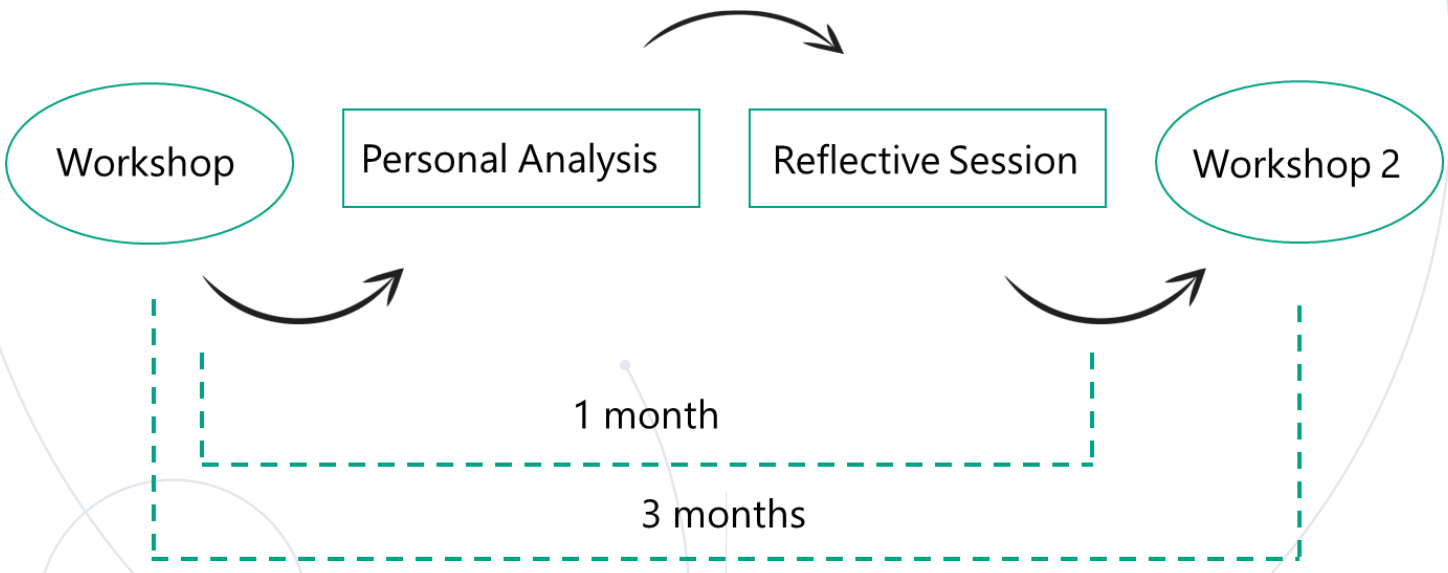 Workshop
Personal Analysis
Reflective Session
Workshop 2
1 month
3 months